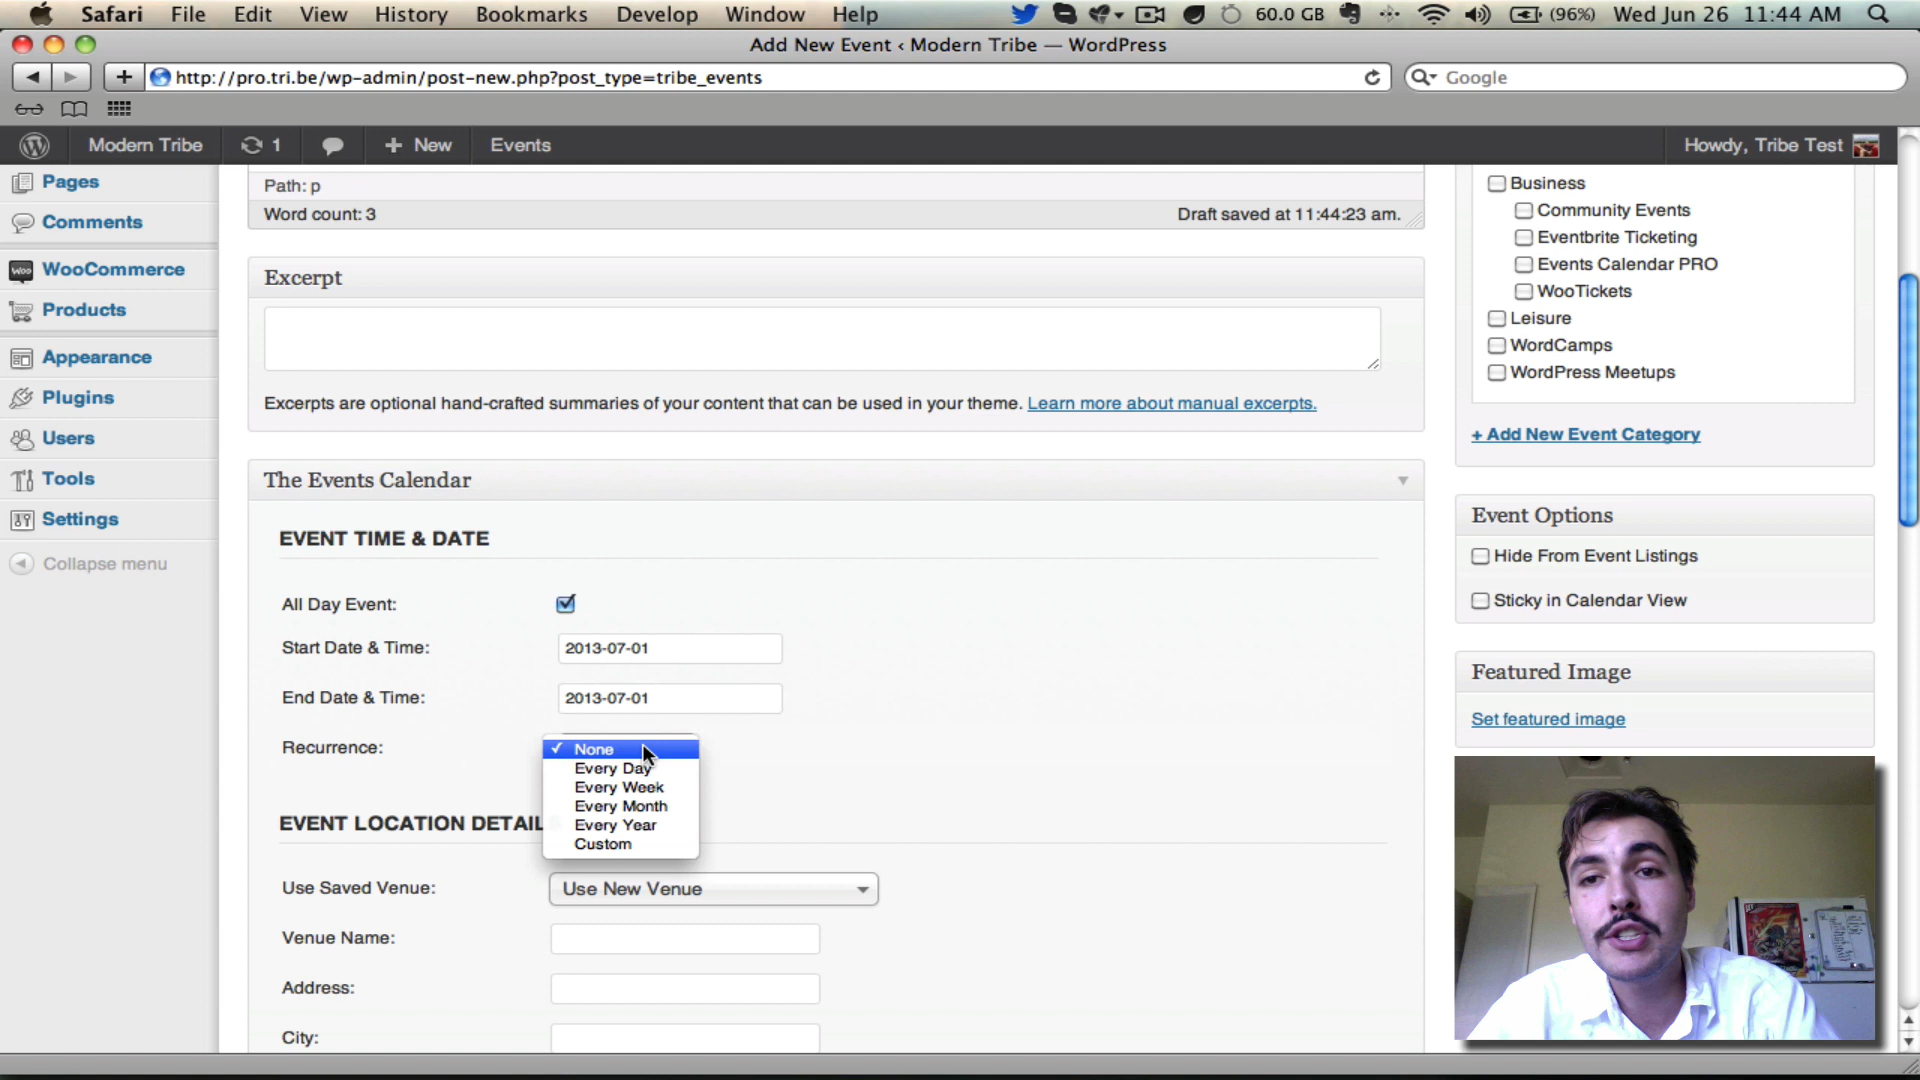 Safari File Edit View History Bookmarks Develop Window Help 60.0 GB (96%) Wed Jun 26 11:44 AM
Add New Event ‹ Modern Tribe — WordPress
http://pro.tri.be/wp-admin/post-new.php?post_type=tribe_events
Google
Modern Tribe 1 + New Events Howdy, Tribe Test
Pages
Comments
WooCommerce
Products
Appearance
Plugins
Users
Tools
Settings
Collapse menu
Path: p
Word count: 3 Draft saved at 11:44:23 am.
Excerpt
Excerpts are optional hand-crafted summaries of your content that can be used in your theme. Learn more about manual excerpts.
The Events Calendar
EVENT TIME & DATE
All Day Event:
Start Date & Time: 2013-07-01
End Date & Time: 2013-07-01
Recurrence:
✓ None
Every Day
Every Week
Every Month
Every Year
Custom
EVENT LOCATION DETAIL
Use Saved Venue: Use New Venue
Venue Name:
Address:
City:
Business
Community Events
Eventbrite Ticketing
Events Calendar PRO
WooTickets
Leisure
WordCamps
WordPress Meetups
+ Add New Event Category
Event Options
Hide From Event Listings
Sticky in Calendar View
Featured Image
Set featured image